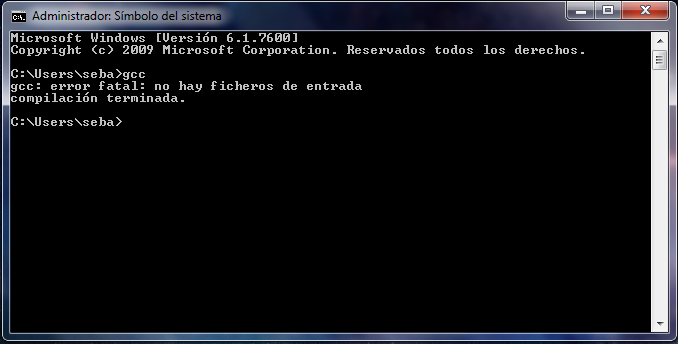 Administrador: Símbolo del sistema
Microsoft Windows [Versión 6.1.7600]
Copyright (c) 2009 Microsoft Corporation. Reservados todos los derechos.
C:\Users\seba>gcc
gcc: error fatal: no hay ficheros de entrada
compilación terminada.
C:\Users\seba>